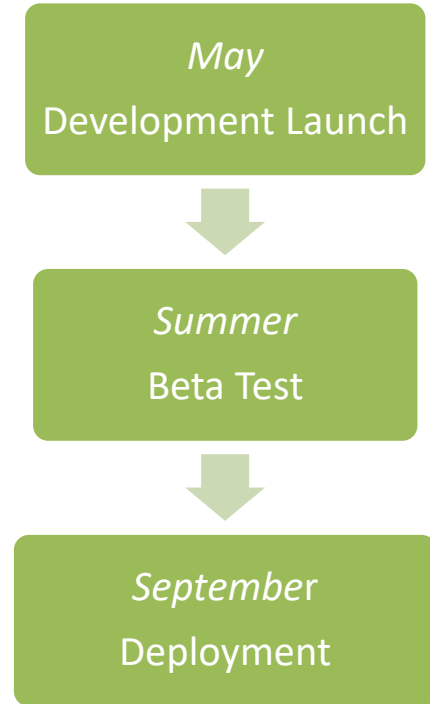 May
Development Launch
Summer
Beta Test
September
Deployment